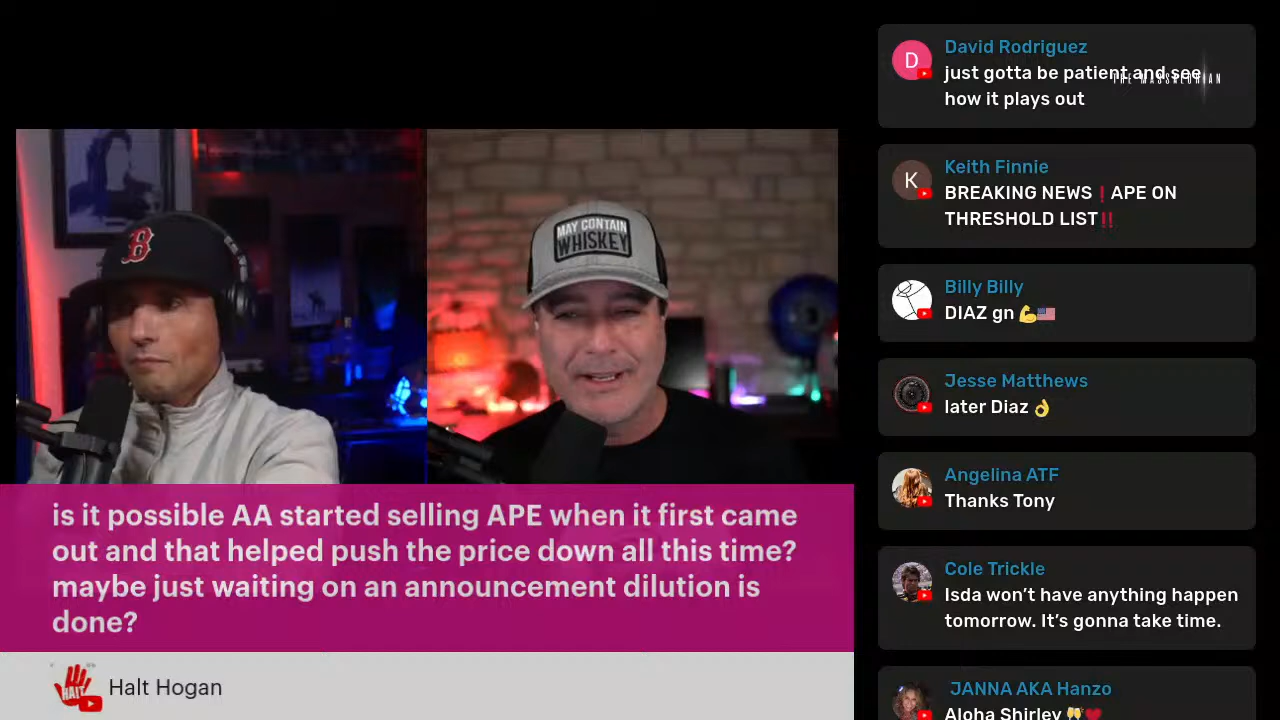 David Rodriguez
just gotta be patient and see
how it plays out
Keith Finnie
BREAKING NEWS❗APE ON
THRESHOLD LIST‼️
Billy Billy
DIAZ gn 💪🇺🇸
Jesse Matthews
later Diaz 👌
Angelina ATF
Thanks Tony
Cole Trickle
Isda won’t have anything happen
tomorrow. It’s gonna take time.
JANNA AKA Hanzo
Aloha Shirley 🥂♥️
D
K
B
MAY CONTAIN
WHISKEY
is it possible AA started selling APE when it first came
out and that helped push the price down all this time?
maybe just waiting on an announcement dilution is
done?
HALT
Halt Hogan